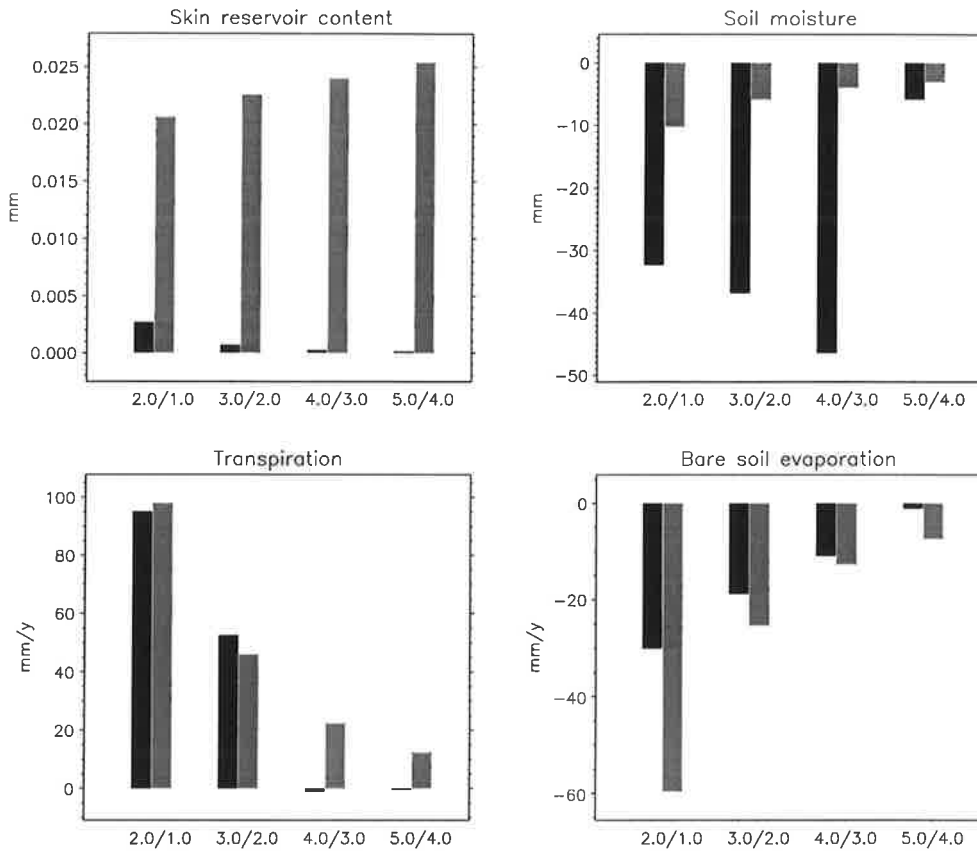 Skin reservoir content
0.025
0.020
0.015
0.010
0.005
0.000
mm
2.0/1.0 3.0/2.0 4.0/3.0 5.0/4.0
Soil moisture
0
−10
−20
−30
−40
−50
mm
2.0/1.0 3.0/2.0 4.0/3.0 5.0/4.0
Transpiration
100
80
60
40
20
0
mm/y
2.0/1.0 3.0/2.0 4.0/3.0 5.0/4.0
Bare soil evaporation
0
−20
−40
−60
mm/y
2.0/1.0 3.0/2.0 4.0/3.0 5.0/4.0